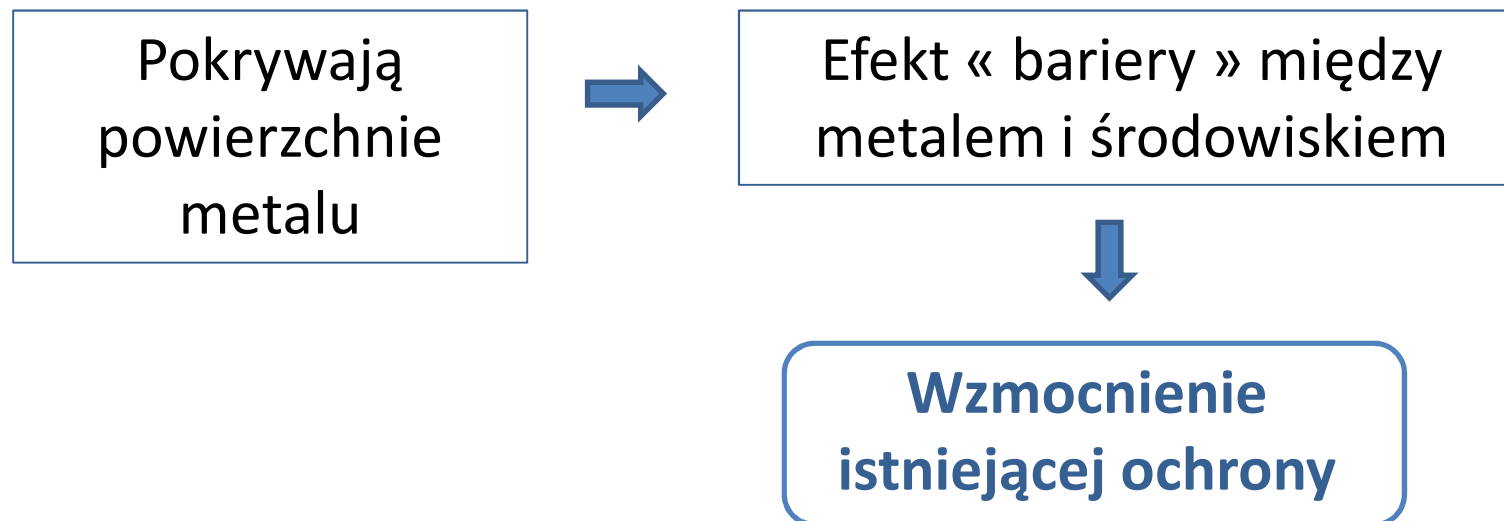 Pokrywają
powierzchnie
metalu
Efekt « bariery » między
metalem i środowiskiem
Wzmocnienie
istniejącej ochrony